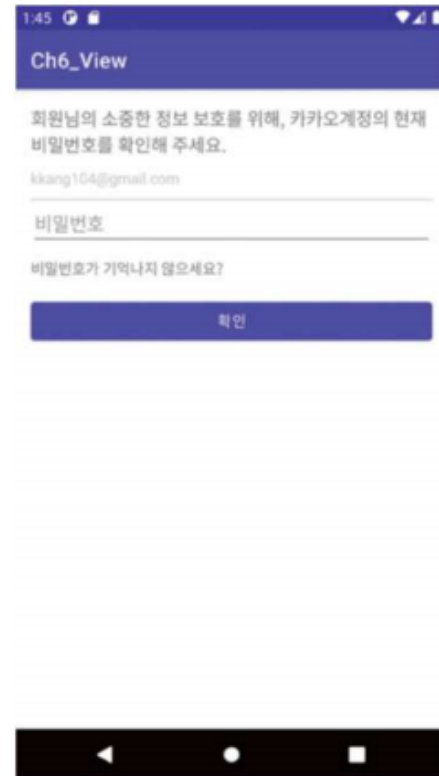 1:45
Ch6_View
회원님의 소중한 정보 보호를 위해, 카카오계정의 현재
비밀번호를 확인해 주세요.
kkang104@gmail.com
비밀번호
비밀번호가 기억나지 않으세요?
확인